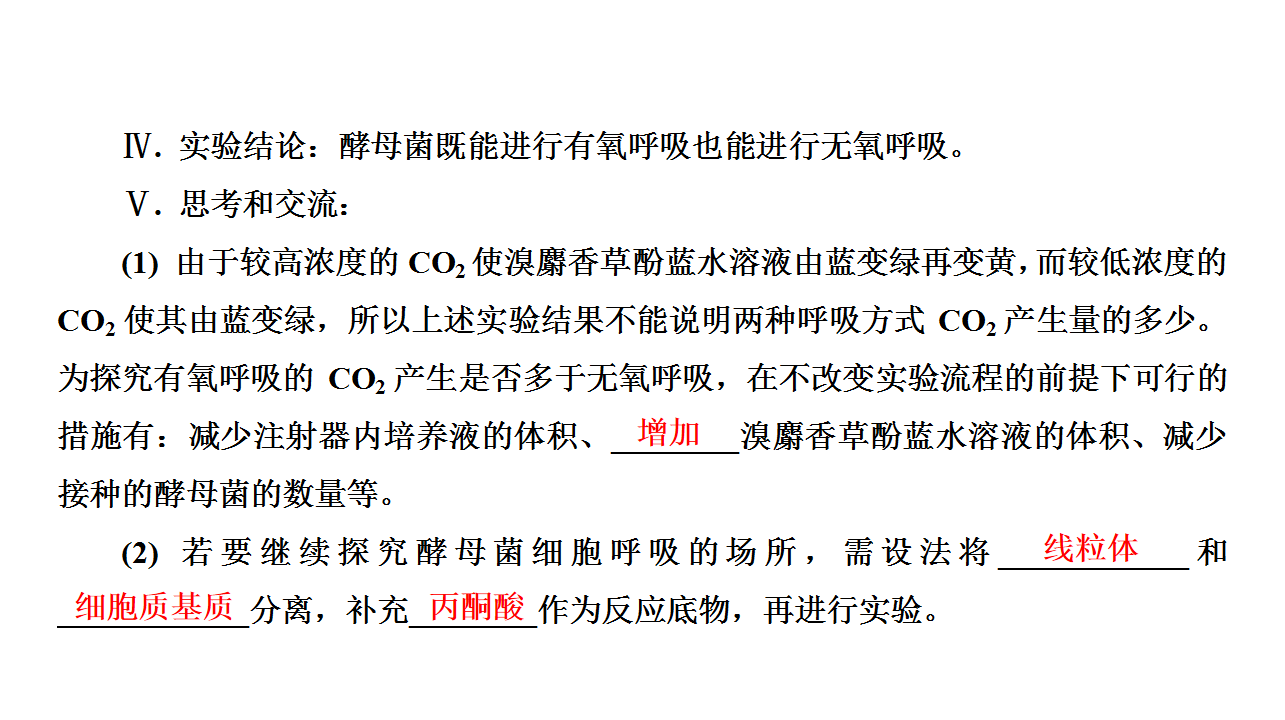 Ⅳ. 实验结论：酵母菌既能进行有氧呼吸也能进行无氧呼吸。
Ⅴ. 思考和交流：
(1) 由于较高浓度的 CO₂使溴麝香草酚蓝水溶液由蓝变绿再变黄，而较低浓度的
CO₂ 使其由蓝变绿，所以上述实验结果不能说明两种呼吸方式 CO₂产生量的多少。
为探究有氧呼吸的 CO₂ 产生是否多于无氧呼吸，在不改变实验流程的前提下可行的
措施有：减少注射器内培养液的体积、增加溴麝香草酚蓝水溶液的体积、减少
接种的酵母菌的数量等。
(2) 若要继续探究酵母菌细胞呼吸的场所，需设法将线粒体和
细胞质基质分离，补充丙酮酸作为反应底物，再进行实验。